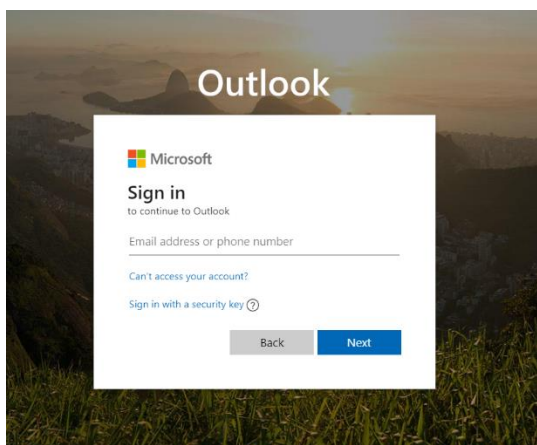 Outlook
Microsoft
Sign in
to continue to Outlook
Email address or phone number
Can't access your account?
Sign in with a security key ?
Back
Next